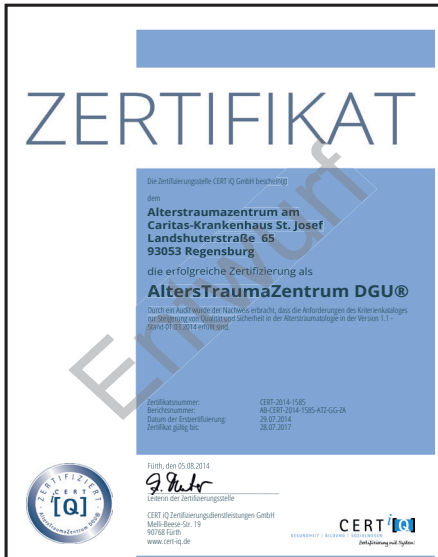 ZERTIFIKAT
Die Zertifizierungsstelle CERT iQ GmbH bescheinigt
dem
Alterstraumazentrum am
Caritas-Krankenhaus St. Josef
Landshuterstraße 65
93053 Regensburg
die erfolgreiche Zertifizierung als
AltersTraumaZentrum DGU®
Durch ein Audit wurde der Nachweis erbracht, dass die Anforderungen des Kriterienkataloges
zur Steigerung von Qualität und Sicherheit in der Alterstraumatologie in der Version 1.1 -
Stand 01.03.2014 erfüllt sind.
Entwurf
Zertifikatsnummer: CERT-2014-1585
Berichtsnummer: AB-CERT-2014-1585-ATZ-GG-ZA
Datum der Erstzertifizierung: 29.07.2014
Zertifikat gültig bis: 28.07.2017
Fürth, den 05.08.2014
Leiterin der Zertifizierungsstelle
CERT iQ Zertifizierungsdienstleistungen GmbH
Melli-Beese-Str. 19
90768 Fürth
www.cert-iq.de
ZERTIFIZIERT
CERT
i[Q]
AltersTraumaZentrum DGU®
CERT i[Q]
GESUNDHEIT | BILDUNG | SOZIALWESEN
Zertifizierung mit System!